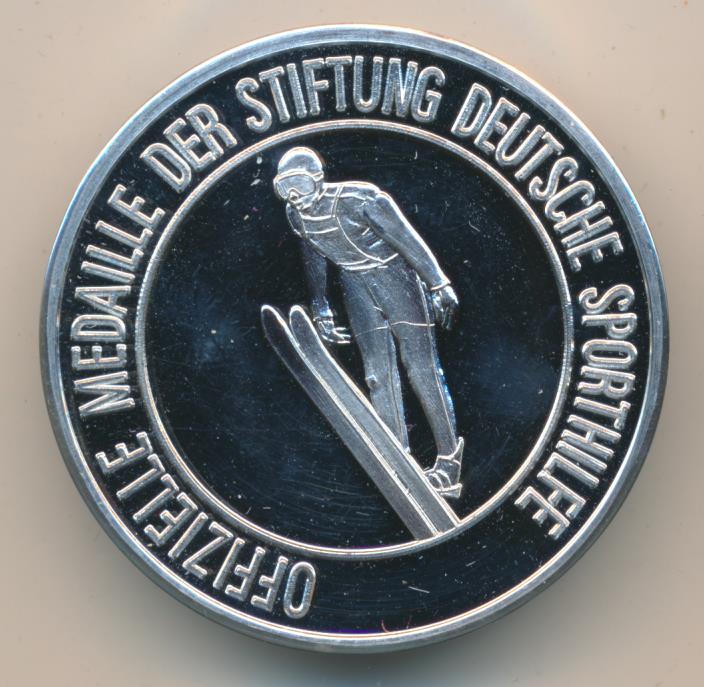 OFFIZIELLE MEDAILLE DER STIFTUNG DEUTSCHE SPORTHILFE